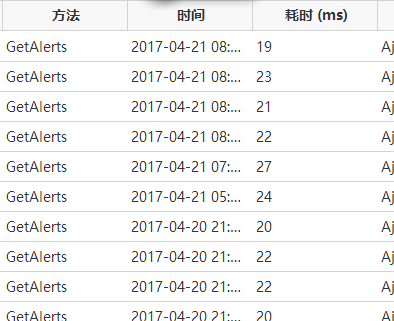 方法 时间 耗时 (ms)
GetAlerts 2017-04-21 08:... 19 Aj
GetAlerts 2017-04-21 08:... 23 Aj
GetAlerts 2017-04-21 08:... 21 Aj
GetAlerts 2017-04-21 08:... 22 Aj
GetAlerts 2017-04-21 07:... 27 Aj
GetAlerts 2017-04-21 05:... 24 Aj
GetAlerts 2017-04-20 21:... 20 Aj
GetAlerts 2017-04-20 21:... 22 Aj
GetAlerts 2017-04-20 21:... 22 Aj
GetAlerts 2017-04-20 21:... 20 Aj